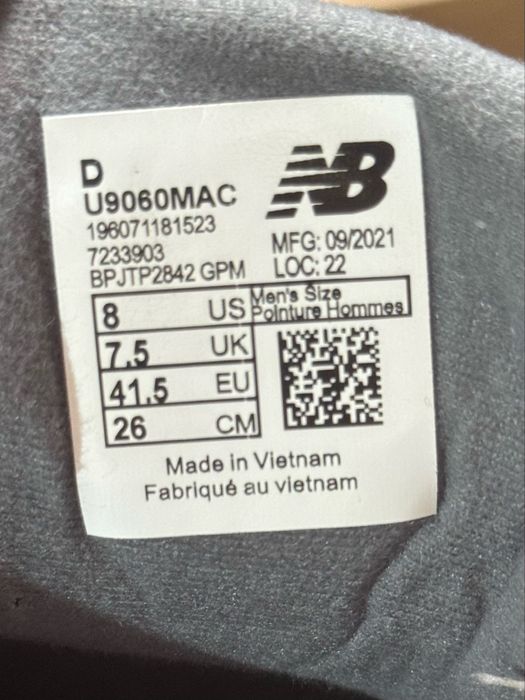 D
NB
U9060MAC
196071181523
7233903
MFG: 09/2021
BPJTP2842 GPM
LOC: 22
8 US
Men's Size
Pointure Hommes
7.5 UK
41.5 EU
26 CM
Made in Vietnam
Fabriqué au vietnam